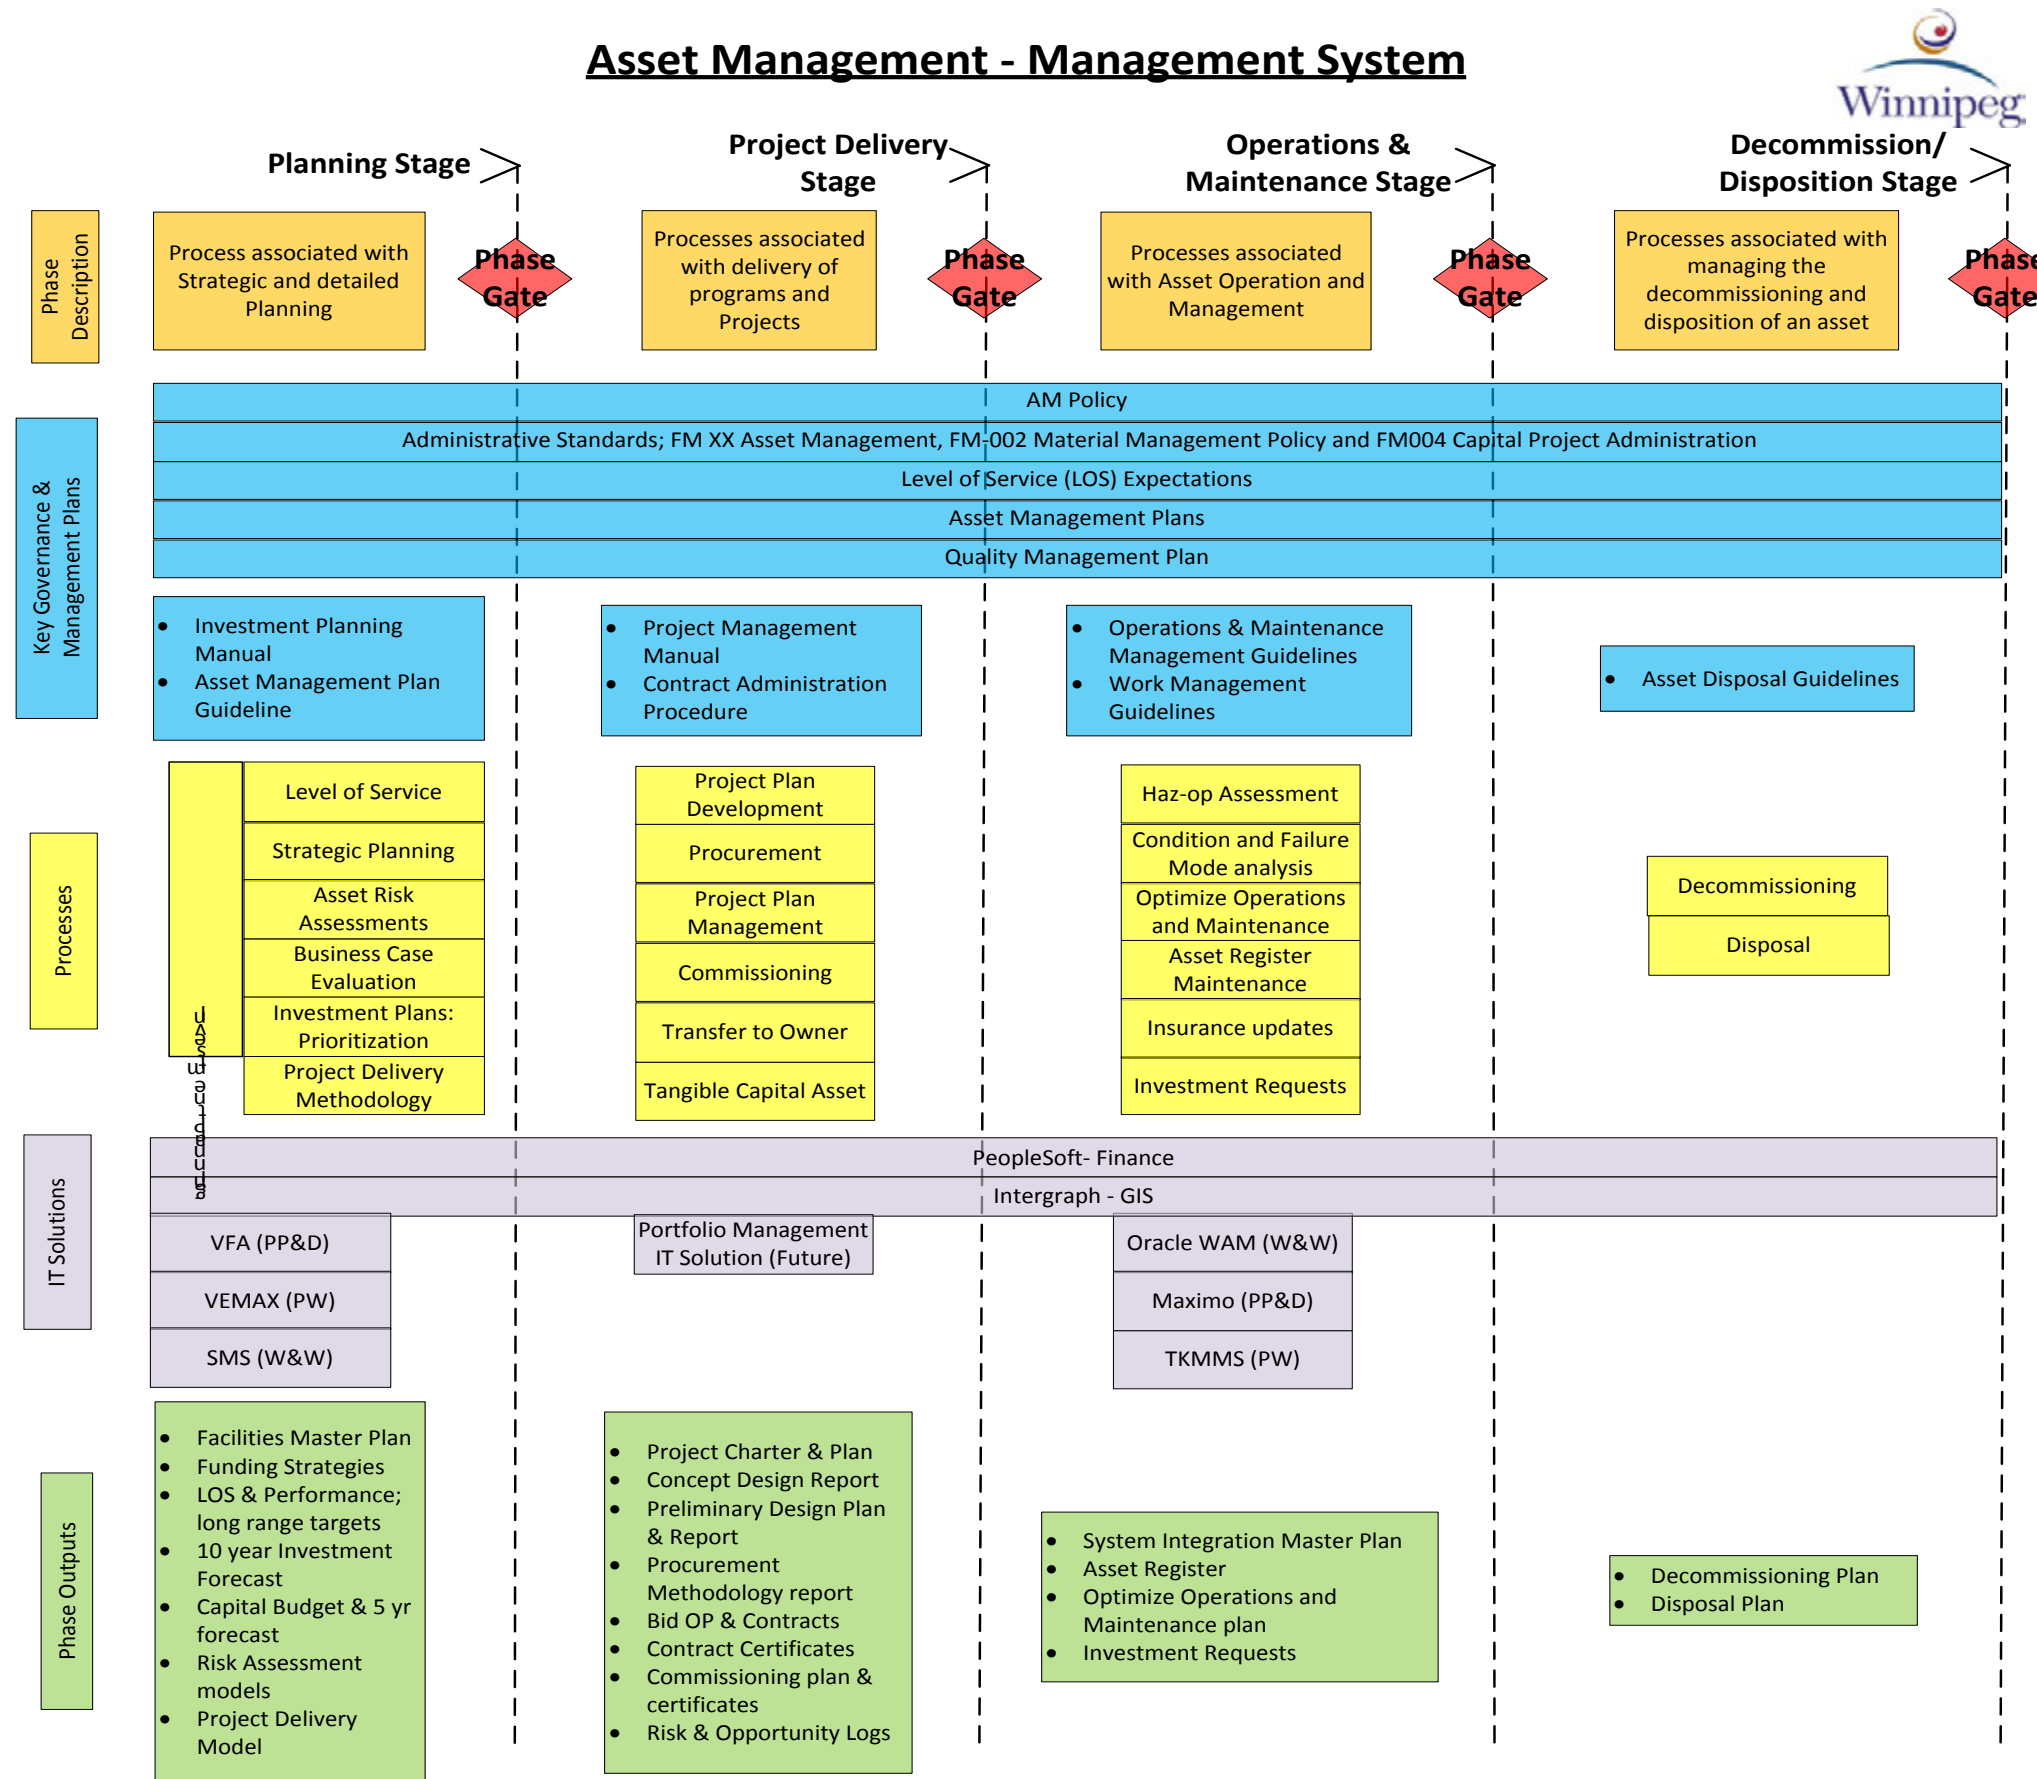 Asset Management - Management System
Winnipeg
Planning Stage
Project Delivery
Stage
Operations &
Maintenance Stage
Decommission/
Disposition Stage
Phase
Description
Process associated with
Strategic and detailed
Planning
Phase
Gate
Processes associated
with delivery of
programs and
Projects
Phase
Gate
Processes associated
with Asset Operation and
Management
Phase
Gate
Processes associated with
managing the
decommissioning and
disposition of an asset
Phase
Gate
Key Governance &
Management Plans
AM Policy
Administrative Standards; FM XX Asset Management, FM-002 Material Management Policy and FM004 Capital Project Administration
Level of Service (LOS) Expectations
Asset Management Plans
Quality Management Plan
• Investment Planning
Manual
• Asset Management Plan
Guideline
• Project Management
Manual
• Contract Administration
Procedure
• Operations & Maintenance
Management Guidelines
• Work Management
Guidelines
• Asset Disposal Guidelines
Processes
Level of Service
Strategic Planning
Asset Risk
Assessments
Business Case
Evaluation
Investment Plans:
Prioritization
Project Delivery
Methodology
Project Plan
Development
Procurement
Project Plan
Management
Commissioning
Transfer to Owner
Tangible Capital Asset
Haz-op Assessment
Condition and Failure
Mode analysis
Optimize Operations
and Maintenance
Asset Register
Maintenance
Insurance updates
Investment Requests
Decommissioning
Disposal
IT Solutions
PeopleSoft- Finance
Intergraph - GIS
VFA (PP&D)
VEMAX (PW)
SMS (W&W)
Portfolio Management
IT Solution (Future)
Oracle WAM (W&W)
Maximo (PP&D)
TKMMS (PW)
Phase Outputs
• Facilities Master Plan
• Funding Strategies
• LOS & Performance;
long range targets
• 10 year Investment
Forecast
• Capital Budget & 5 yr
forecast
• Risk Assessment
models
• Project Delivery
Model
• Project Charter & Plan
• Concept Design Report
• Preliminary Design Plan
& Report
• Procurement
Methodology report
• Bid OP & Contracts
• Contract Certificates
• Commissioning plan &
certificates
• Risk & Opportunity Logs
• System Integration Master Plan
• Asset Register
• Optimize Operations and
Maintenance plan
• Investment Requests
• Decommissioning Plan
• Disposal Plan